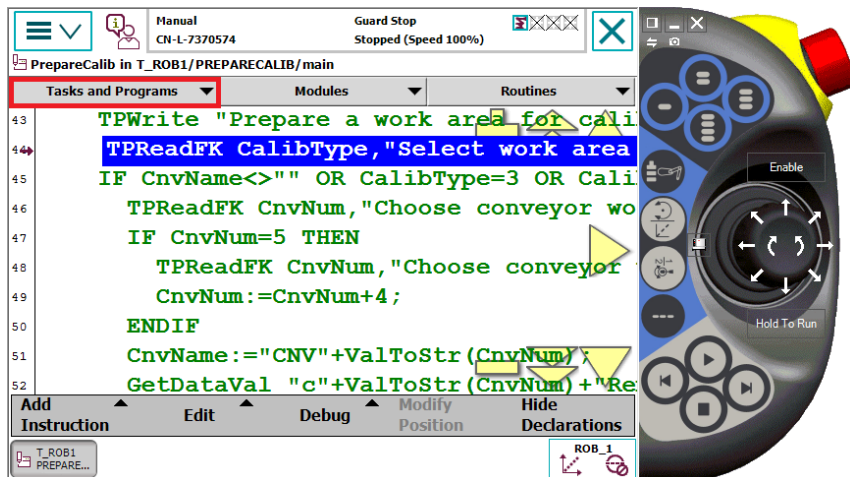 Manual
Guard Stop
CN-L-7370574
Stopped (Speed 100%)
PrepareCalib in T_ROB1/PREPARECALIB/main
Tasks and Programs
Modules
Routines
43 TPWrite "Prepare a work area for cali
44 TPReadFK CalibType,"Select work area
45 IF CnvName<>"" OR CalibType=3 OR Cali
46 TPReadFK CnvNum,"Choose conveyor wo
47 IF CnvNum=5 THEN
48 TPReadFK CnvNum,"Choose conveyor
49 CnvNum:=CnvNum+4;
50 ENDIF
51 CnvName:="CNV"+ValToStr(CnvNum);
52 GetDataVal "c"+ValToStr(CnvNum)+"Re
Add Instruction
Edit
Debug
Modify Position
Hide Declarations
T_ROB1
PREPARE...
ROB_1
Enable
Hold To Run